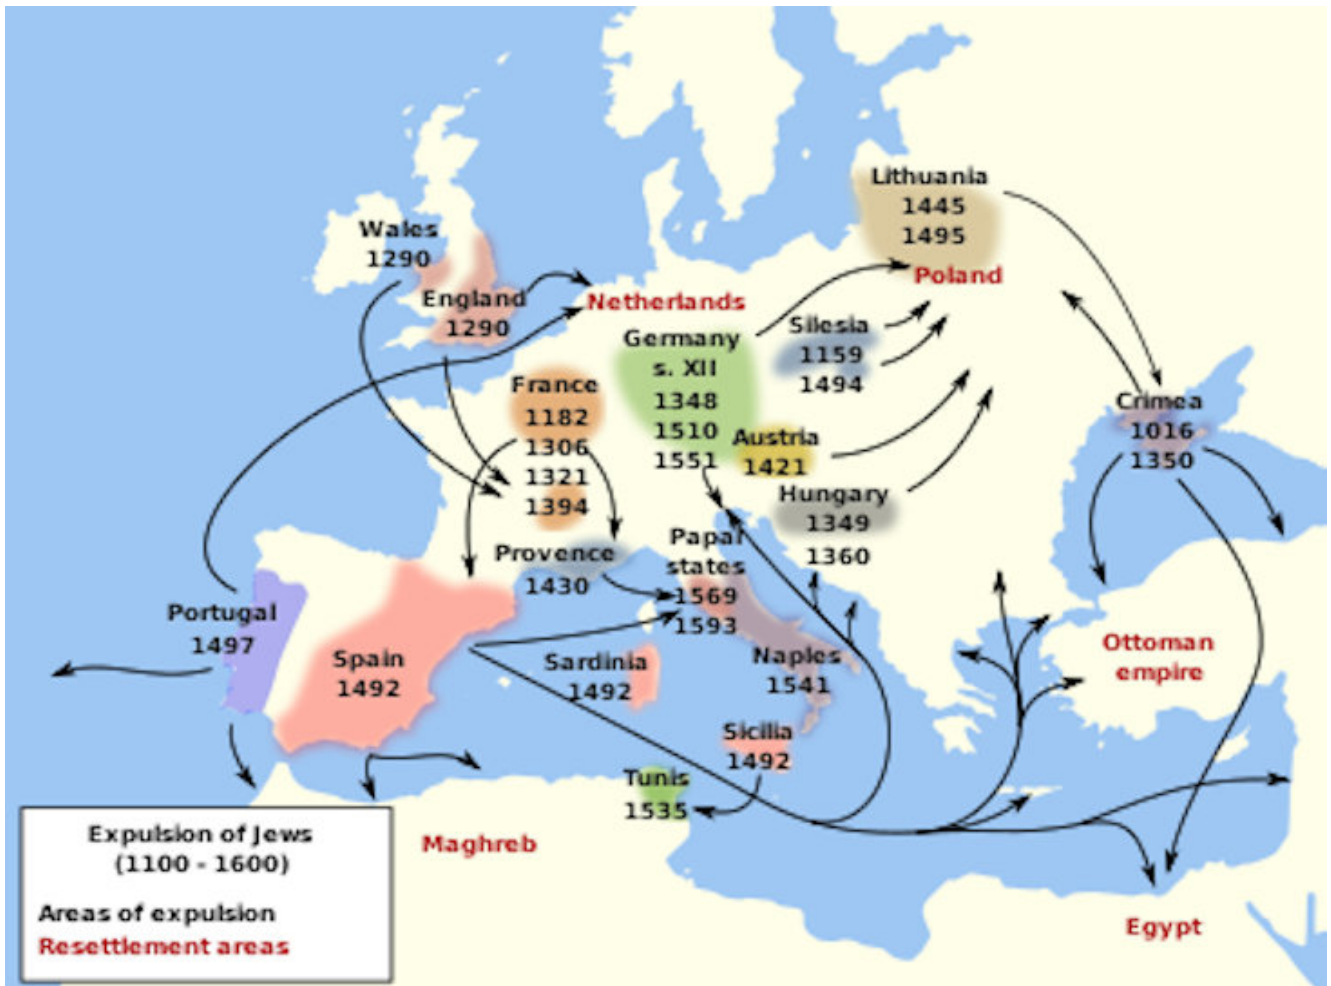 Lithuania
1445
1495
Wales
1290
Poland
England
1290
Netherlands
Silesia
1159
1494
Germany
s. XII
1348
1510
1551
France
1182
1306
1321
1394
Austria
1421
Crimea
1016
1350
Hungary
1349
1360
Provence
1430
Papal
states
1569
1593
Portugal
1497
Spain
1492
Sardinia
1492
Naples
1541
Ottoman
empire
Sicilia
1492
Tunis
1535
Maghreb
Egypt
Expulsion of Jews
(1100 - 1600)
Areas of expulsion
Resettlement areas